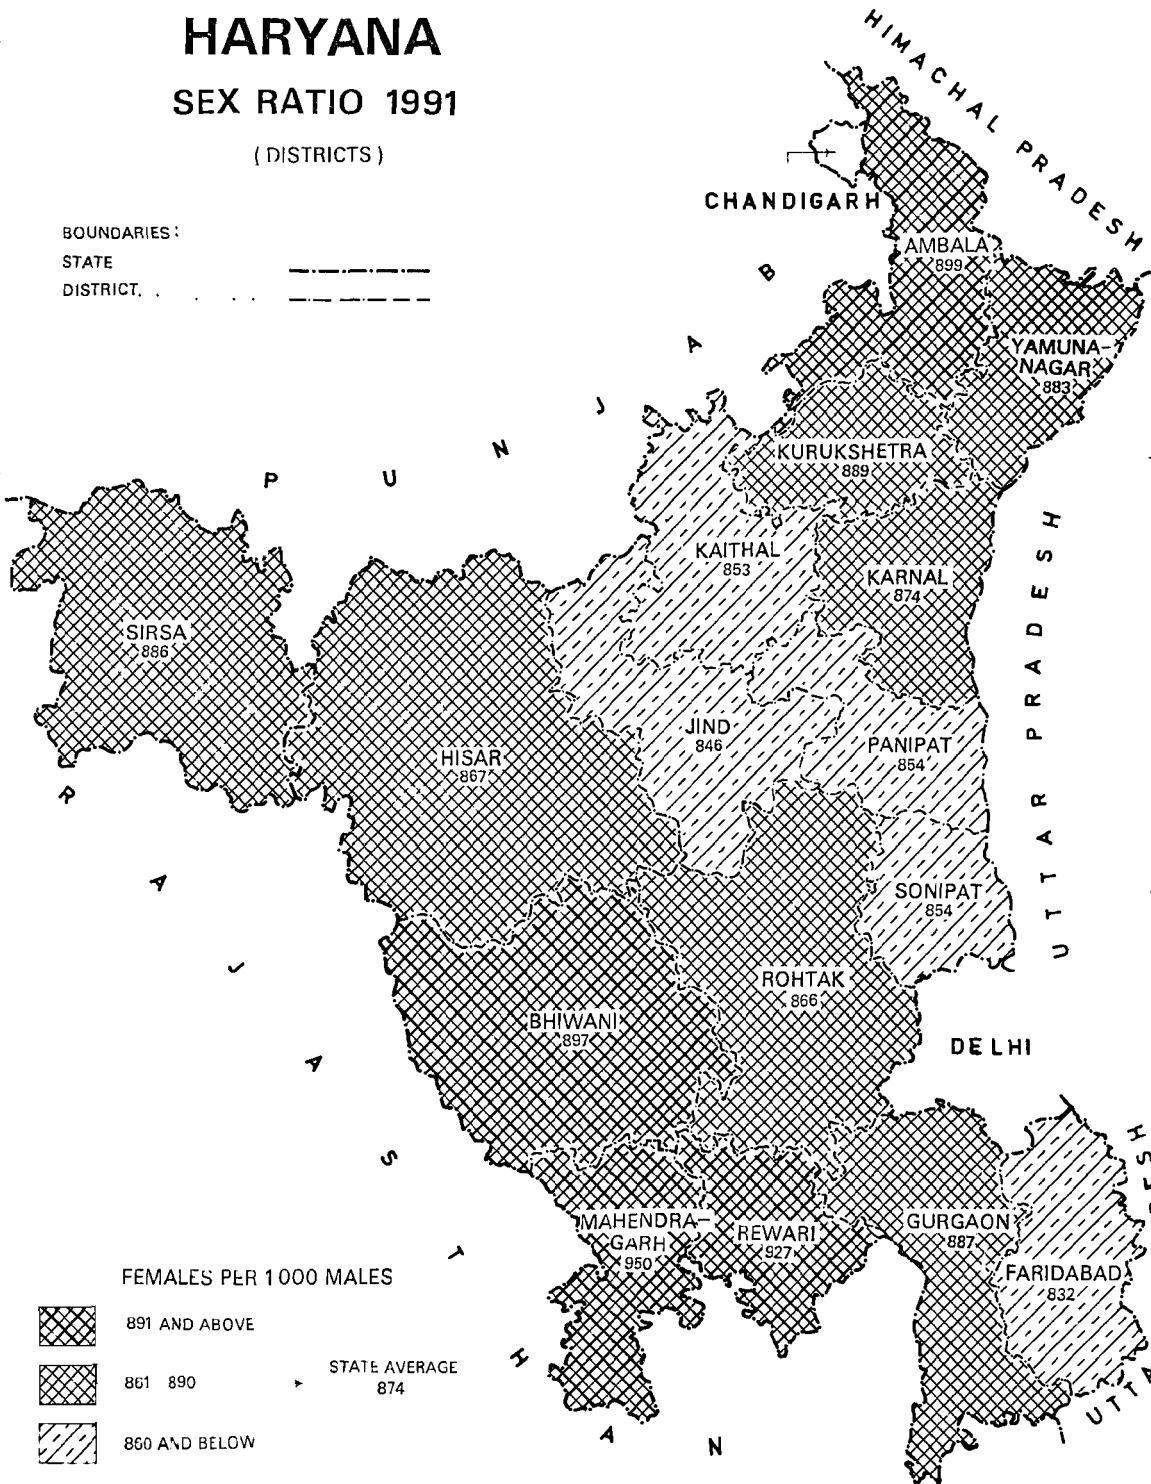 HARYANA
SEX RATIO 1991
( DISTRICTS )
BOUNDARIES:
STATE
DISTRICT. . . . .
HIMACHAL PRADESH
CHANDIGARH
PUNJAB
AMBALA
899
YAMUNA-
NAGAR
883
KURUKSHETRA
889
KAITHAL
853
KARNAL
874
SIRSA
886
HISAR
867
JIND
846
PANIPAT
854
UTTAR PRADESH
SONIPAT
854
ROHTAK
866
BHIWANI
897
DELHI
RAJASTHAN
MAHENDRA-
GARH
950
REWARI
927
GURGAON
887
FARIDABAD
832
UTTA
ESH
FEMALES PER 1000 MALES
891 AND ABOVE
861 890
STATE AVERAGE
874
860 AND BELOW